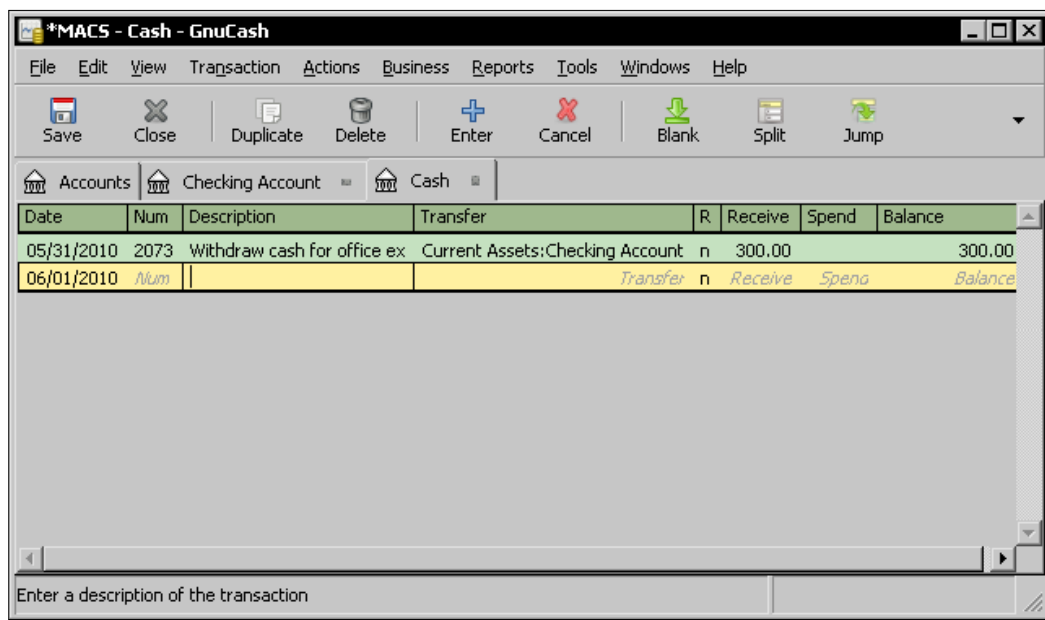 *MACS - Cash - GnuCash
File Edit View Transaction Actions Business Reports Tools Windows Help
Save Close Duplicate Delete Enter Cancel Blank Split Jump
Accounts Checking Account Cash
Date Num Description Transfer R Receive Spend Balance
05/31/2010 2073 Withdraw cash for office ex Current Assets:Checking Account n 300.00 300.00
06/01/2010 Num Transfer n Receive Spend Balance
Enter a description of the transaction